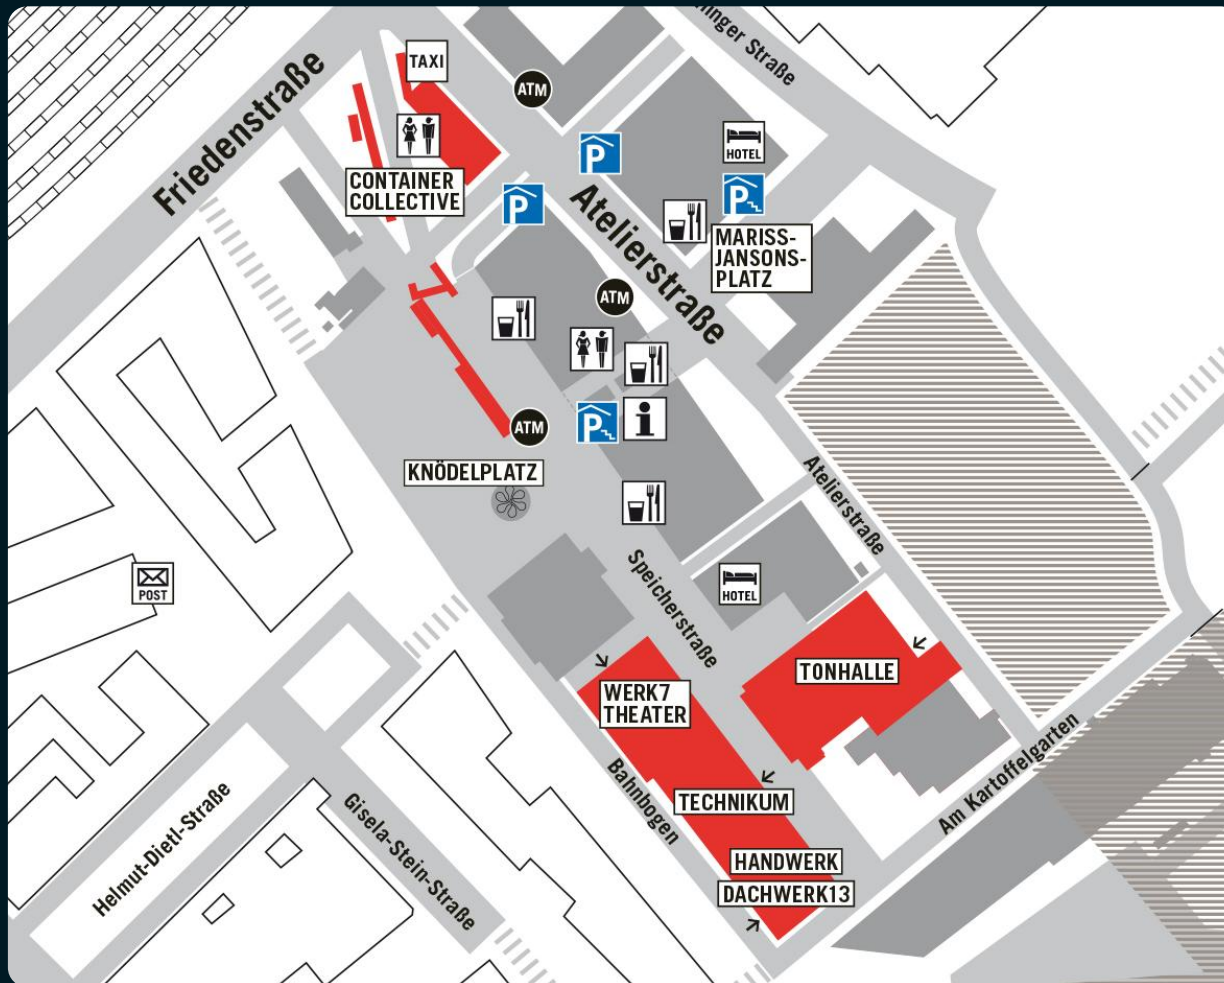 inger Straße
Friedenstraße
TAXI
ATM
P
HOTEL
CONTAINER
COLLECTIVE
P
P
Atelierstraße
MARISS-
JANSONS-
PLATZ
ATM
P
i
ATM
KNÖDELPLATZ
Atelierstraße
POST
Speicherstraße
HOTEL
TONHALLE
WERK7
THEATER
Bahnbogen
TECHNIKUM
Am Kartoffelgarten
Helmut-Dietl-Straße
Gisela-Stein-Straße
HANDWERK
DACHWERK13